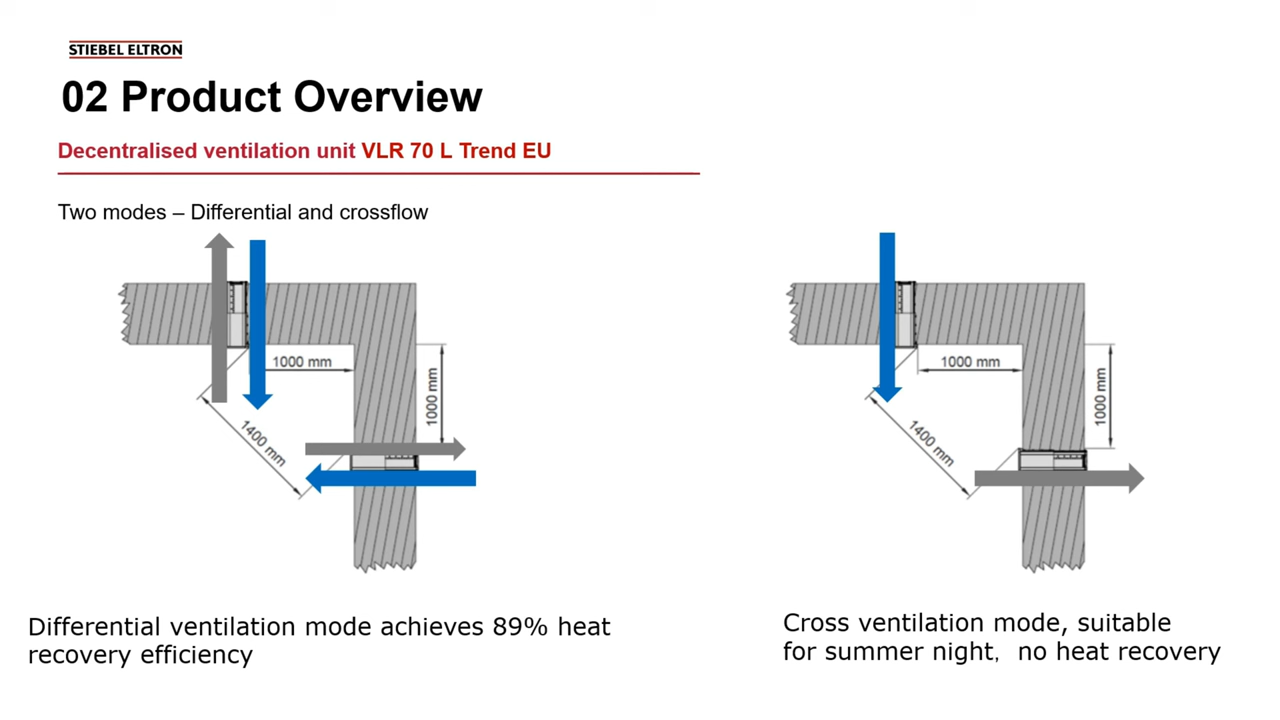 STIEBEL ELTRON
02 Product Overview
Decentralised ventilation unit VLR 70 L Trend EU
Two modes – Differential and crossflow
1000 mm
1000 mm
1400 mm
1000 mm
1000 mm
1400 mm
Differential ventilation mode achieves 89% heat
recovery efficiency
Cross ventilation mode, suitable
for summer night，no heat recovery